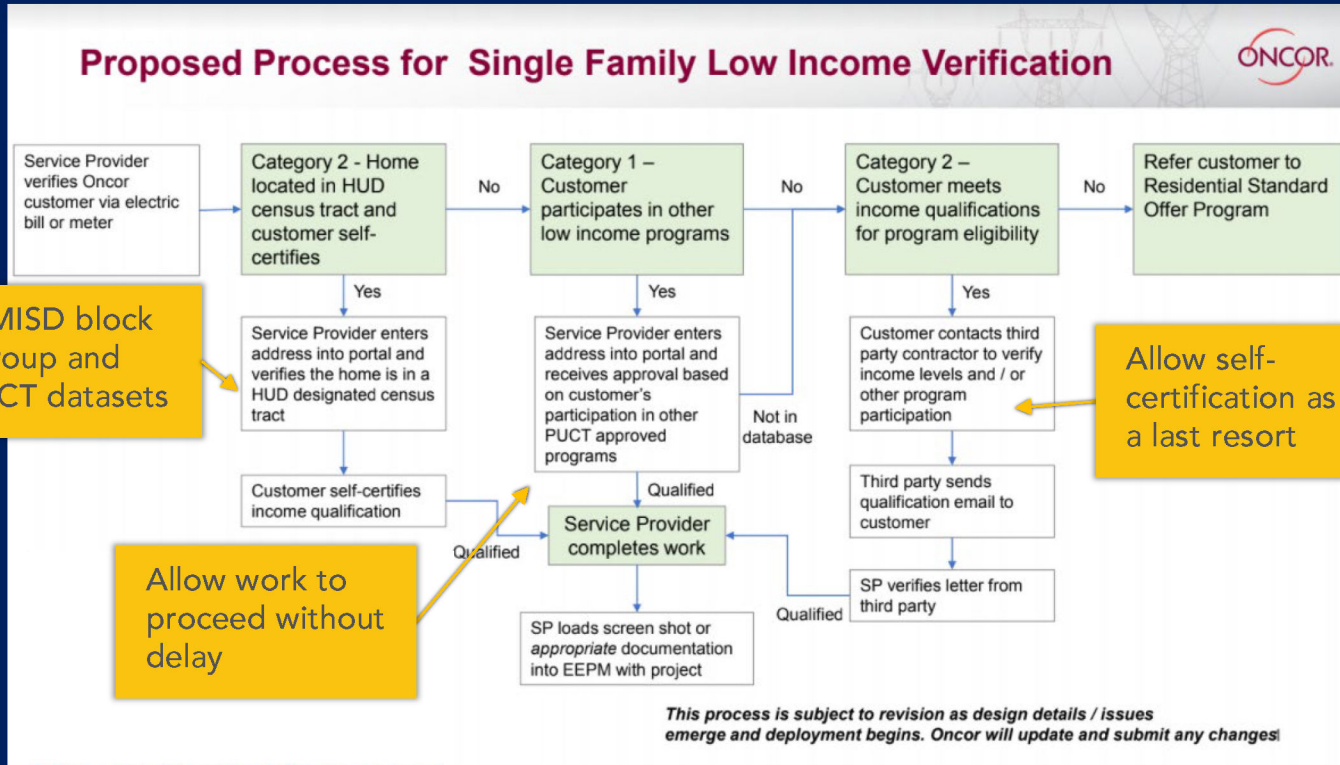 Proposed Process for Single Family Low Income Verification
ONCOR.
Service Provider
verifies Oncor
customer via electric
bill or meter
Category 2 - Home
located in HUD
census tract and
customer self-
certifies
No
Category 1 –
Customer
participates in other
low income programs
No
Category 2 –
Customer meets
income qualifications
for program eligibility
No
Refer customer to
Residential Standard
Offer Program
Yes
Yes
Yes
MISD block
oup and
CT datasets
Service Provider enters
address into portal and
verifies the home is in a
HUD designated census
tract
Service Provider enters
address into portal and
receives approval based
on customer's
participation in other
PUCT approved
programs
Not in
database
Customer contacts third
party contractor to verify
income levels and / or
other program
participation
Allow self-
certification as
a last resort
Customer self-certifies
income qualification
Qualified
Qualified
Service Provider
completes work
Third party sends
qualification email to
customer
Allow work to
proceed without
delay
SP loads screen shot or
appropriate documentation
into EEPM with project
Qualified
SP verifies letter from
third party
This process is subject to revision as design details / issues
emerge and deployment begins. Oncor will update and submit any changes